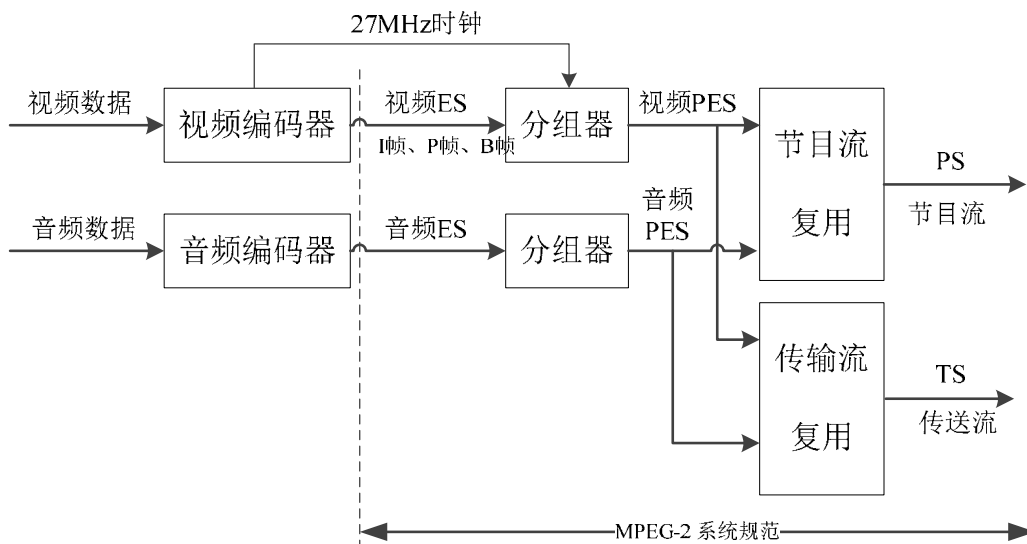 27MHz时钟
视频数据
视频编码器
视频ES
I帧、P帧、B帧
分组器
视频PES
节目流
复用
PS
节目流
音频数据
音频编码器
音频ES
分组器
音频
PES
传输流
复用
TS
传送流
MPEG-2 系统规范